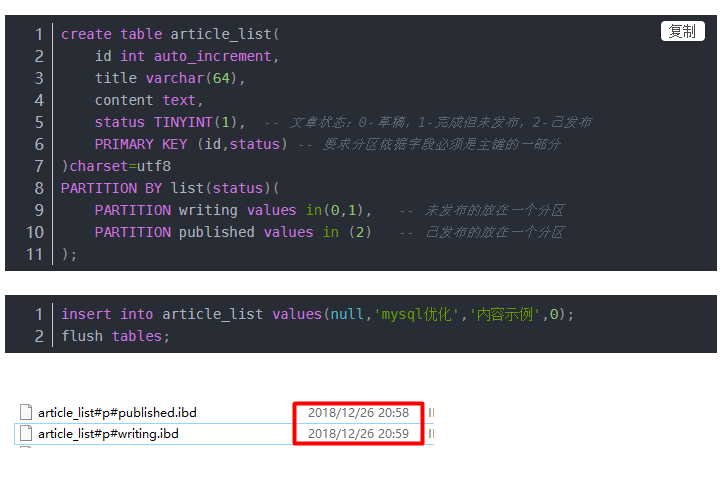 复制
1 create table article_list(
2     id int auto_increment,
3     title varchar(64),
4     content text,
5     status TINYINT(1),  -- 文章状态：0-草稿，1-完成但未发布，2-已发布
6     PRIMARY KEY (id,status) -- 要求分区依据字段必须是主键的一部分
7 )charset=utf8
8 PARTITION BY list(status)(
9     PARTITION writing values in(0,1),   -- 未发布的放在一个分区
10     PARTITION published values in (2)   -- 已发布的放在一个分区
11 );
1 insert into article_list values(null,'mysql优化','内容示例',0);
2 flush tables;
article_list#p#published.ibd 2018/12/26 20:58
article_list#p#writing.ibd 2018/12/26 20:59